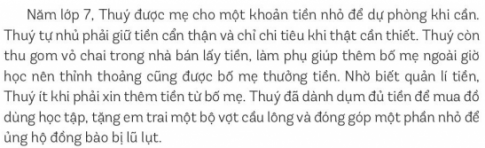 Năm lớp 7, Thuý được mẹ cho một khoản tiền nhỏ để dự phòng khi cần.
Thuý tự nhủ phải giữ tiền cẩn thận và chỉ chi tiêu khi thật cần thiết. Thuý còn
thu gom vỏ chai trong nhà bán lấy tiền, làm phụ giúp thêm bố mẹ ngoài giờ
học nên thỉnh thoảng cũng được bố mẹ thưởng tiền. Nhờ biết quản lí tiền,
Thuý ít khi phải xin thêm tiền từ bố mẹ. Thuý đã dành dụm đủ tiền để mua đồ
dùng học tập, tặng em trai một bộ vợt cầu lông và đóng góp một phần nhỏ để
ủng hộ đồng bào bị lũ lụt.